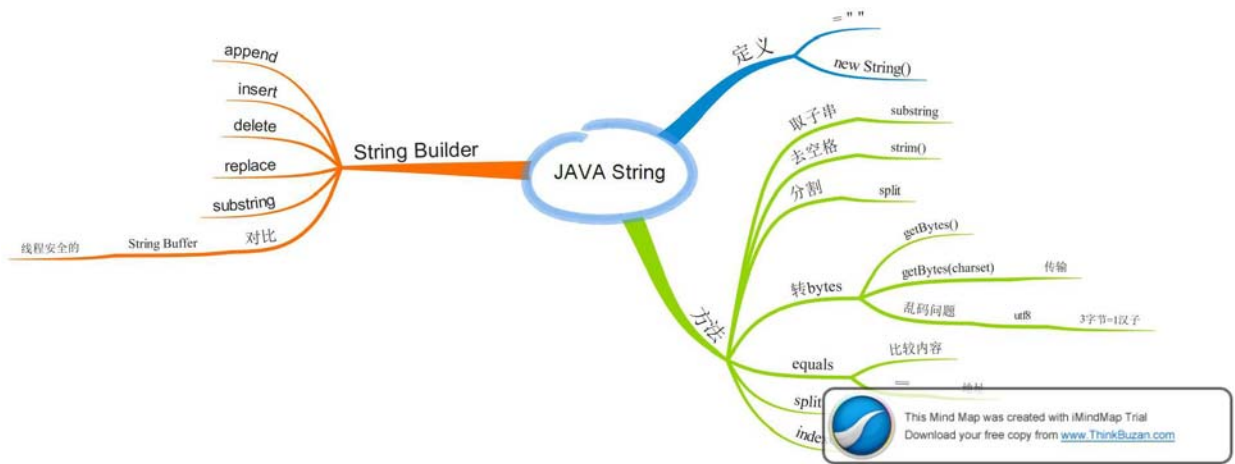 JAVA String
定义
= " "
new String()
方法
取子串
substring
去空格
strim()
分割
split
转bytes
getBytes()
getBytes(charset)
传输
乱码问题
utf8
3字节=1汉子
equals
比较内容
==
地址
split
String Builder
append
insert
delete
replace
substring
对比
String Buffer
线程安全的
This Mind Map was created with iMindMap Trial
Download your free copy from www.ThinkBuzan.com